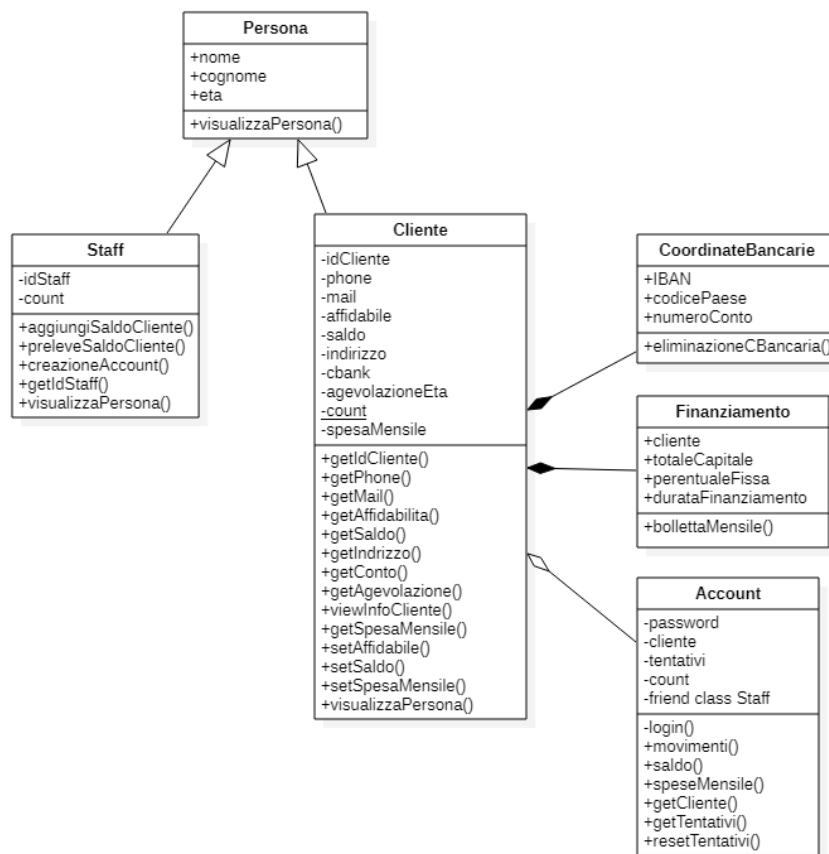 Persona
+nome
+cognome
+eta
+visualizzaPersona()
Staff
-idStaff
-count
+aggiungiSaldoCliente()
+preleveSaldoCliente()
+creazioneAccount()
+getIdStaff()
+visualizzaPersona()
Cliente
-idCliente
-phone
-mail
-affidabile
-saldo
-indirizzo
-cbank
-agevolazioneEta
-count
-spesaMensile
+getIdCliente()
+getPhone()
+getMail()
+getAffidabilita()
+getSaldo()
+getIndrizzo()
+getConto()
+getAgevolazione()
+viewInfoCliente()
+getSpesaMensile()
+setAffidabile()
+setSaldo()
+setSpesaMensile()
+visualizzaPersona()
CoordinateBancarie
+IBAN
+codicePaese
+numeroConto
+eliminazioneCBancaria()
Finanziamento
+cliente
+totaleCapitale
+perentualeFissa
+durataFinanziamento
+bollettaMensile()
Account
-password
-cliente
-tentativi
-count
-friend class Staff
-login()
+movimenti()
+saldo()
+speseMensile()
+getCliente()
+getTentativi()
+resetTentativi()